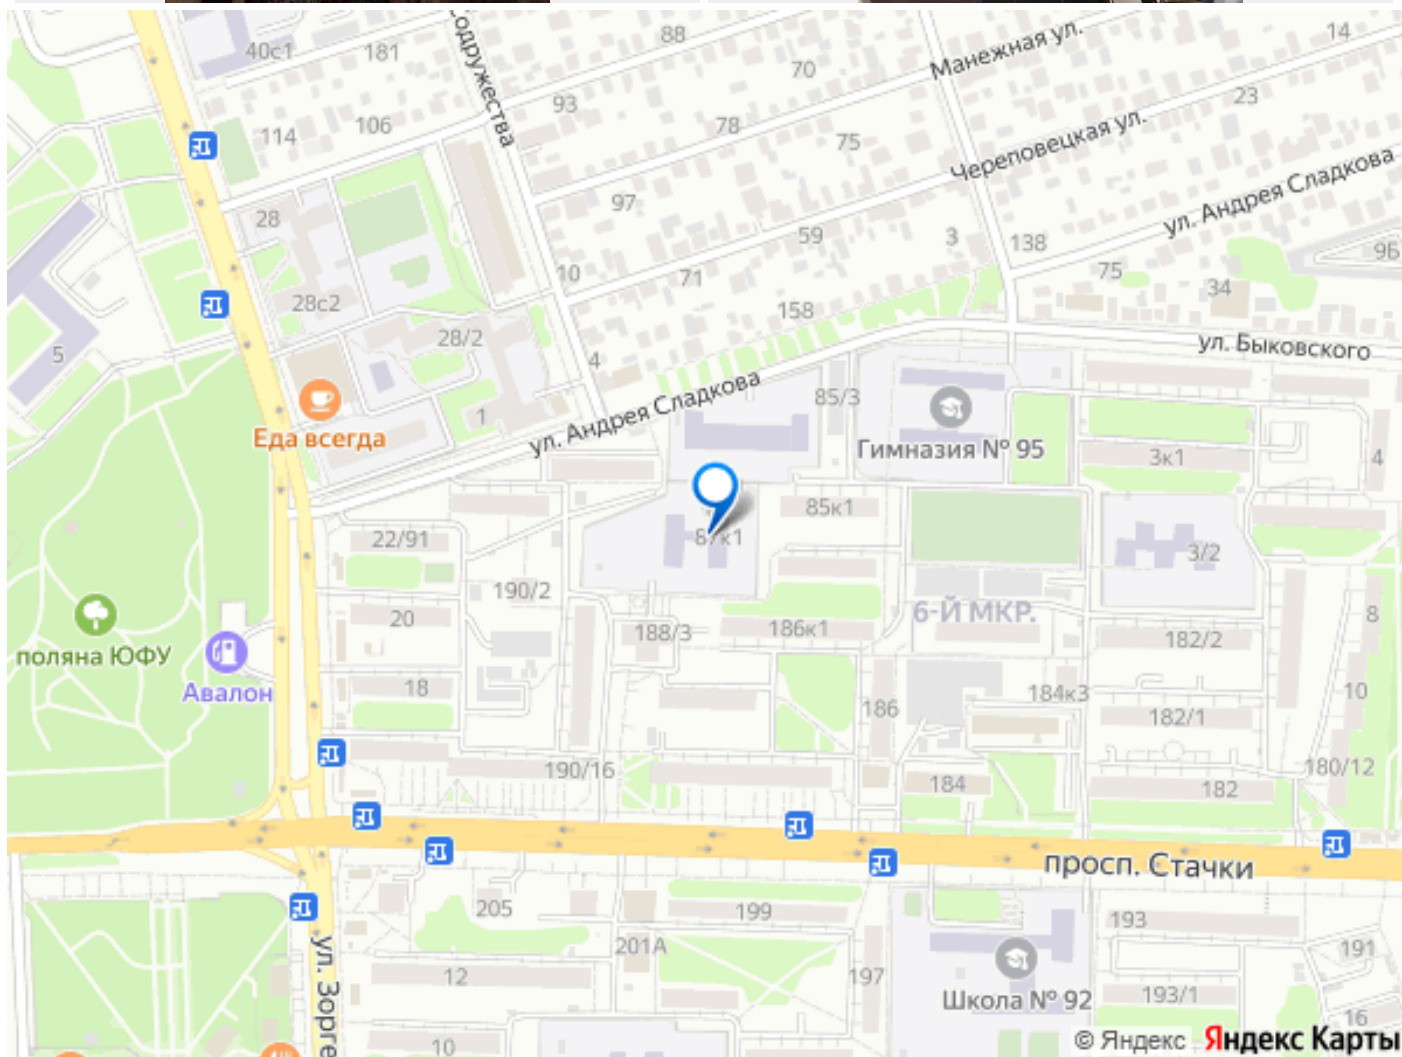 40с1
181
88
14
одружества
Манежная ул.
70
93
23
114
106
78
75
Череповецкая ул.
ул. Андрея Сладкова
97
28
59
3
138
9Б
10
71
75
34
28с2
158
28/2
ул. Быковского
5
4
85/3
1
ул. Андрея Сладкова
Еда всегда
Гимназия № 95
3к1
4
85к1
22/91
87к1
3/2
190/2
6-Й МКР.
8
20
188/3
186к1
182/2
поляна ЮФУ
Авалон
18
186
184к3
10
182/1
190/16
180/12
184
182
просп. Стачки
205
199
193
ул. Зорге
201А
191
12
197
Школа № 92
193/1
16
10
© Яндекс Яндекс Карты